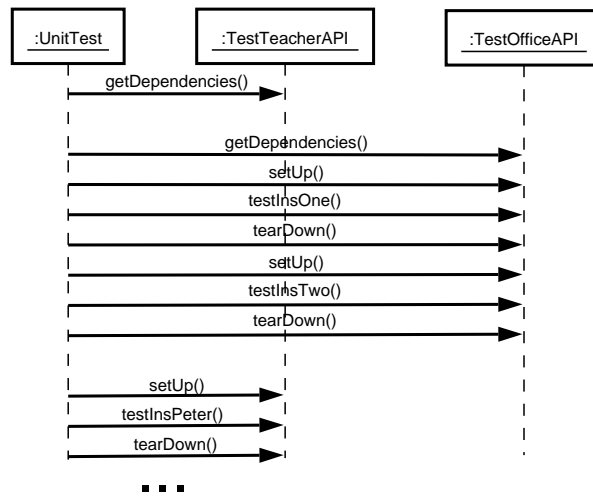 :UnitTest
:TestTeacherAPI
:TestOfficeAPI
getDependencies()
getDependencies()
setUp()
testInsOne()
tearDown()
setUp()
testInsTwo()
tearDown()
setUp()
testInsPeter()
tearDown()
...